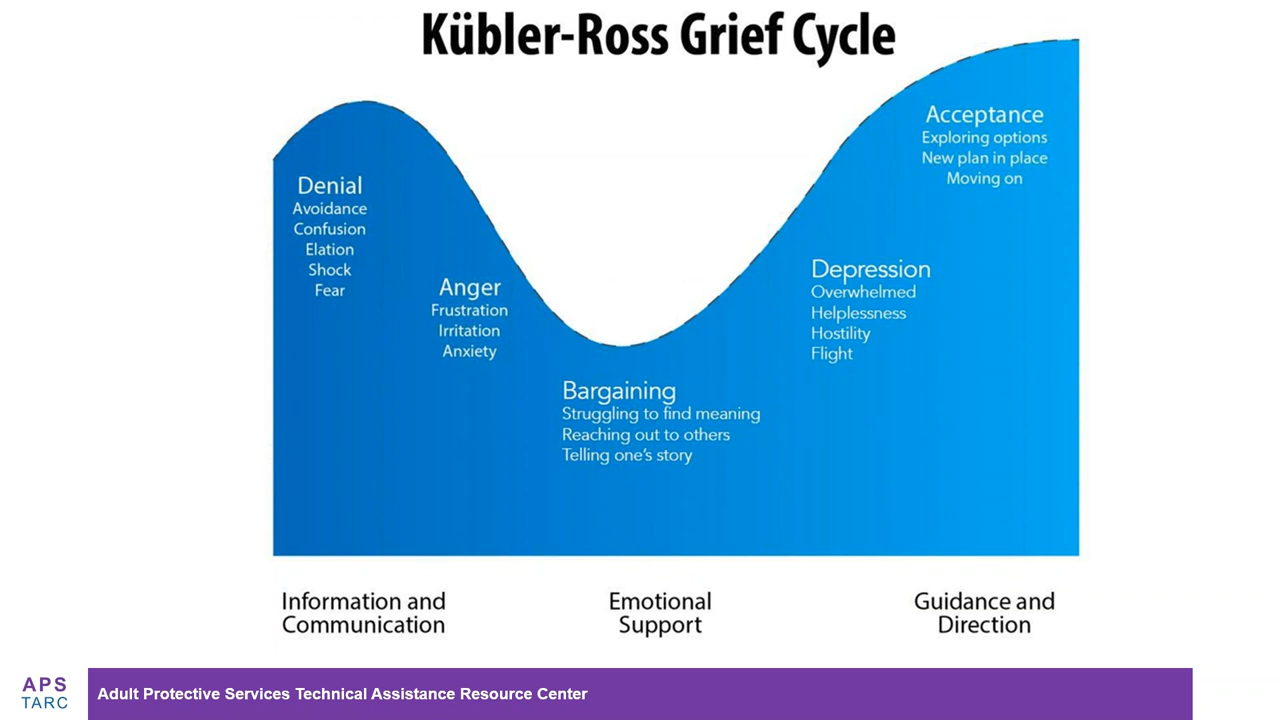 Kübler-Ross Grief Cycle
Denial
Avoidance
Confusion
Elation
Shock
Fear
Anger
Frustration
Irritation
Anxiety
Bargaining
Struggling to find meaning
Reaching out to others
Telling one's story
Depression
Overwhelmed
Helplessness
Hostility
Flight
Acceptance
Exploring options
New plan in place
Moving on
Information and
Communication
Emotional
Support
Guidance and
Direction
APS
TARC
Adult Protective Services Technical Assistance Resource Center